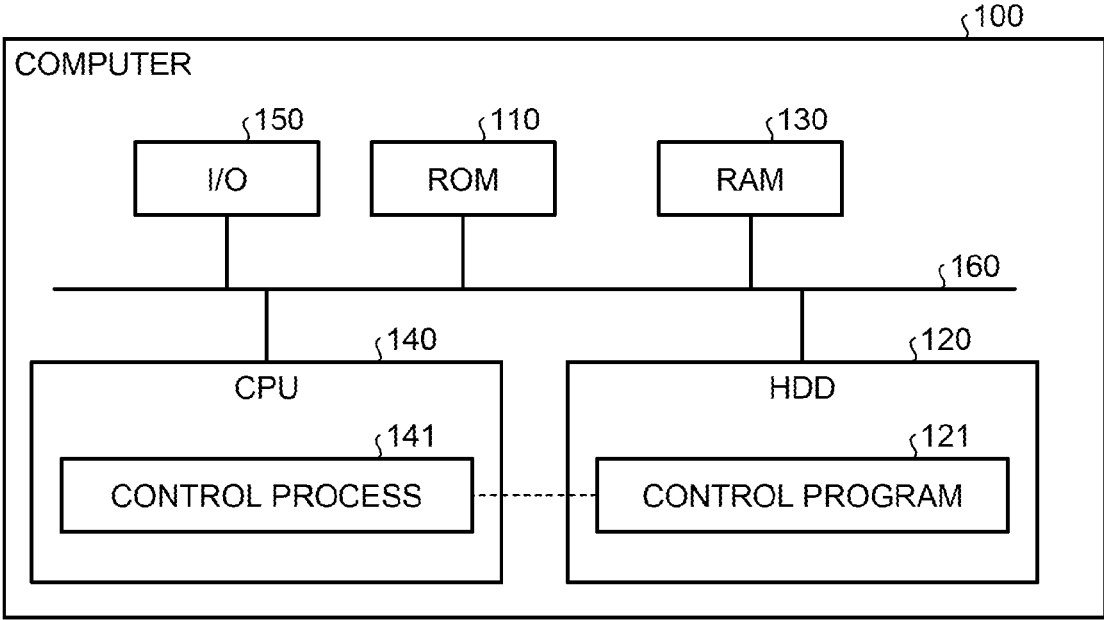 100
COMPUTER
150 110 130
I/O ROM RAM
160
140 120
CPU HDD
141 121
CONTROL PROCESS CONTROL PROGRAM